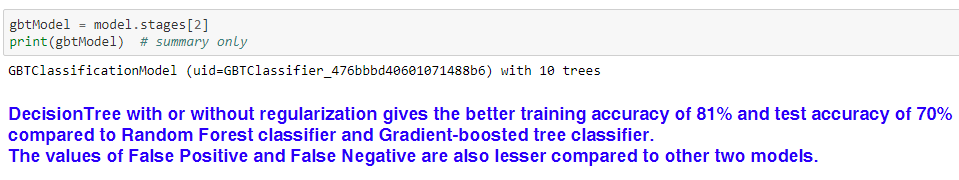 gbtModel = model.stages[2]
print(gbtModel)  # summary only
GBTClassificationModel (uid=GBTClassifier_476bbbd40601071488b6) with 10 trees
DecisionTree with or without regularization gives the better training accuracy of 81% and test accuracy of 70%
compared to Random Forest classifier and Gradient-boosted tree classifier.
The values of False Positive and False Negative are also lesser compared to other two models.